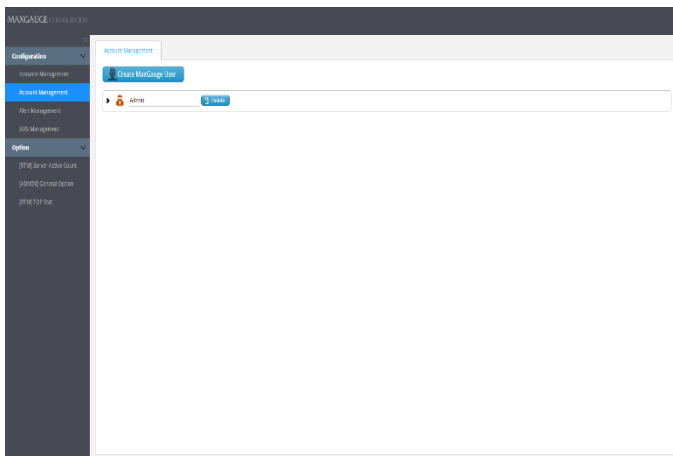 MAXGAUGE CONFIGURATION
Configuration
Instance Management
Account Management
Alert Management
SMS Management
Option
[RTM] Server Active Count
[ADMIN] General Option
[RTM] TOP Stat
Account Management
Create MaxGauge User
Admin
Delete